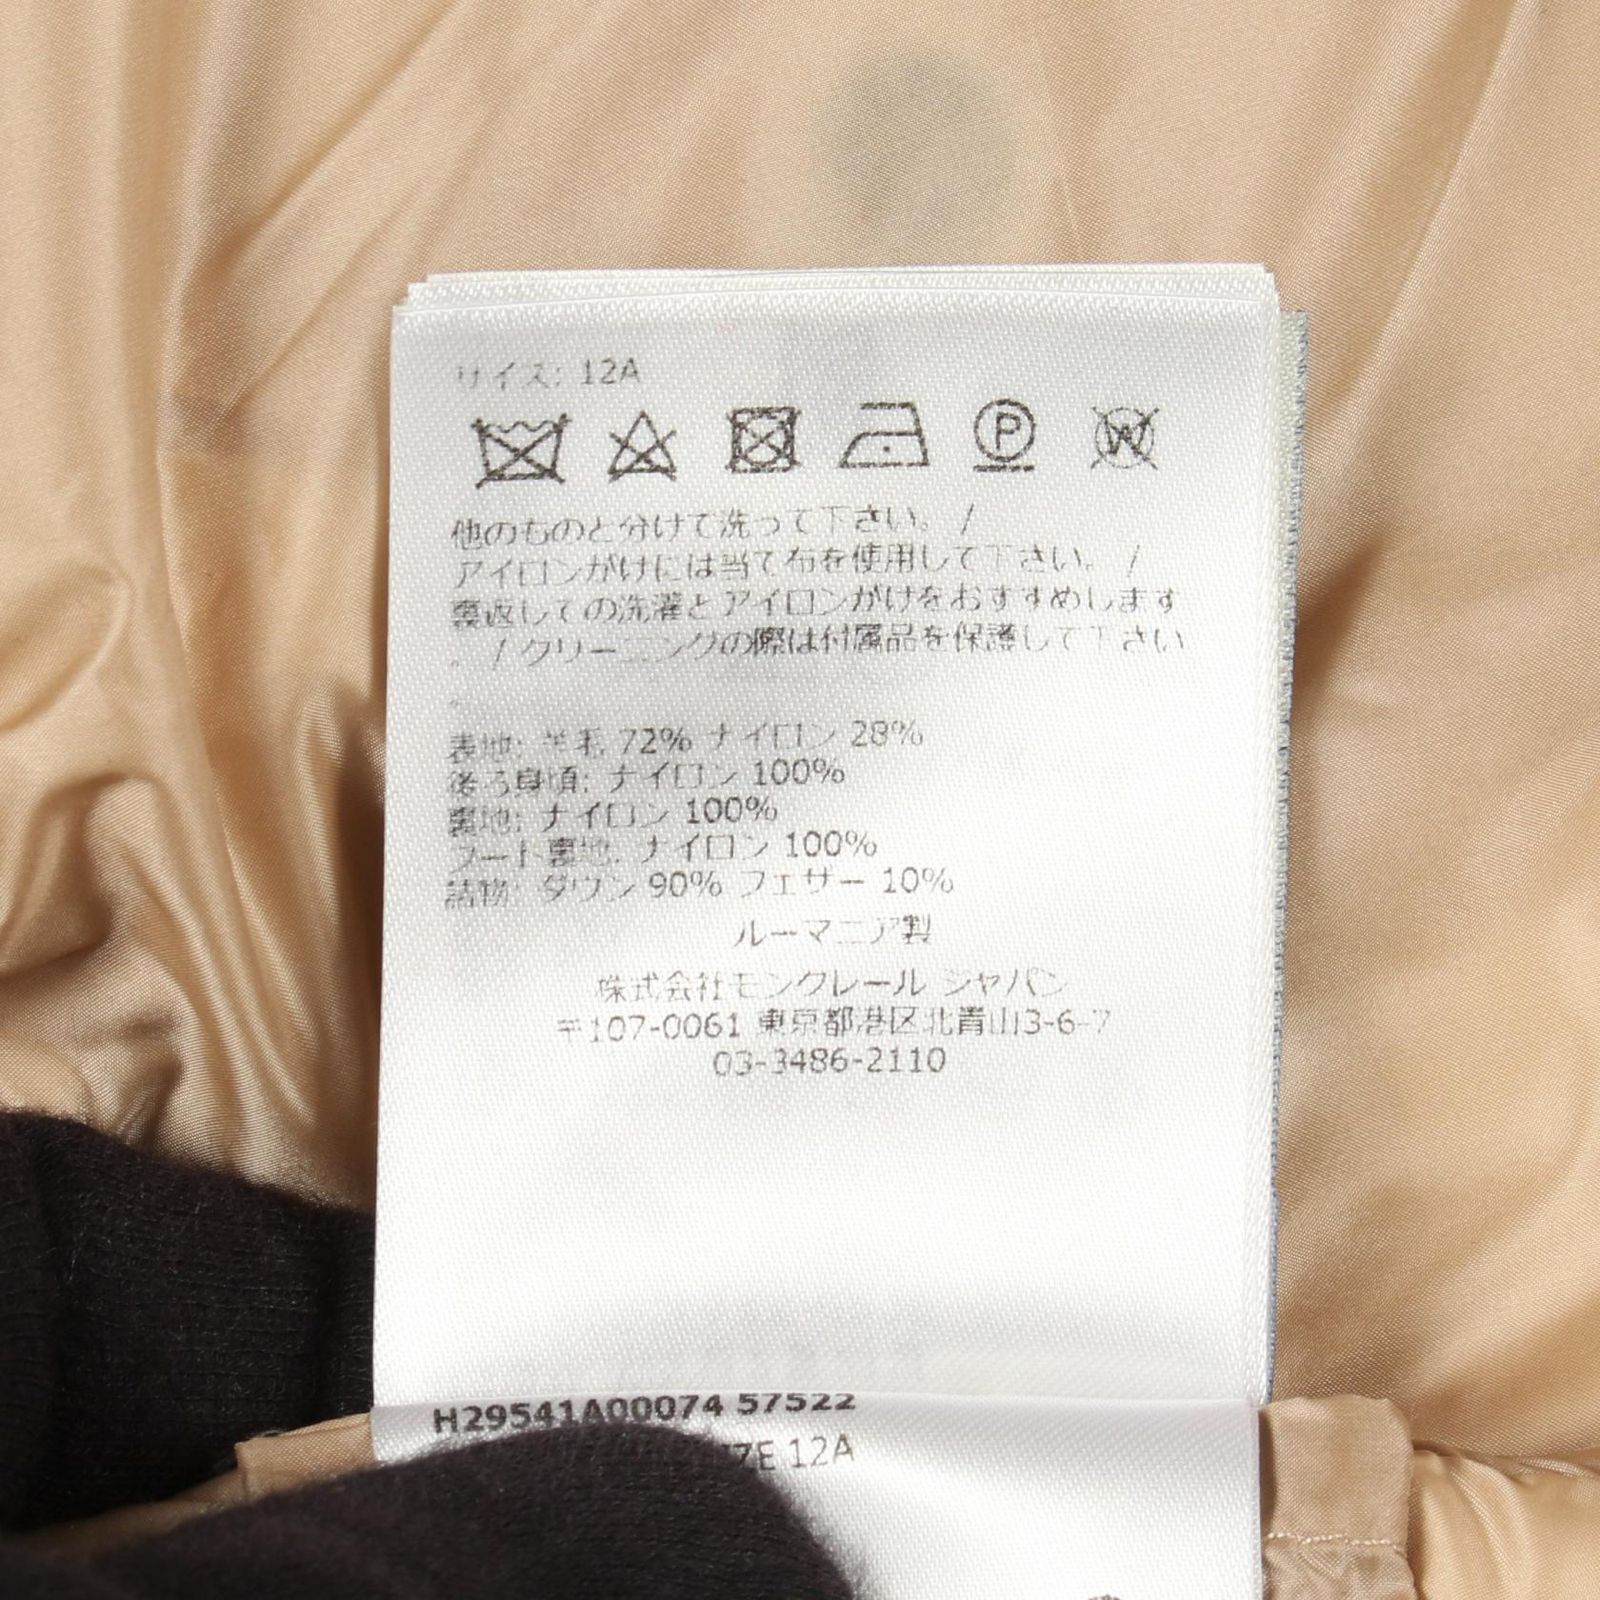 サイズ: 12A
P
W
他のものと分けて洗って下さい。 /
アイロンがけには当て布を使用して下さい。 /
裏返しての洗濯とアイロンがけをおすすめします
。 / クリーニングの際は付属品を保護して下さい
。
表地: 羊毛 72% ナイロン 28%
後ろ身頃: ナイロン 100%
裏地: ナイロン 100%
フード裏地: ナイロン 100%
詰物: ダウン 90% フェザー 10%
ルーマニア製
株式会社モンクレール ジャパン
〒107-0061 東京都港区北青山3-6-7
03-3486-2110
H29541A00074 57522
12A